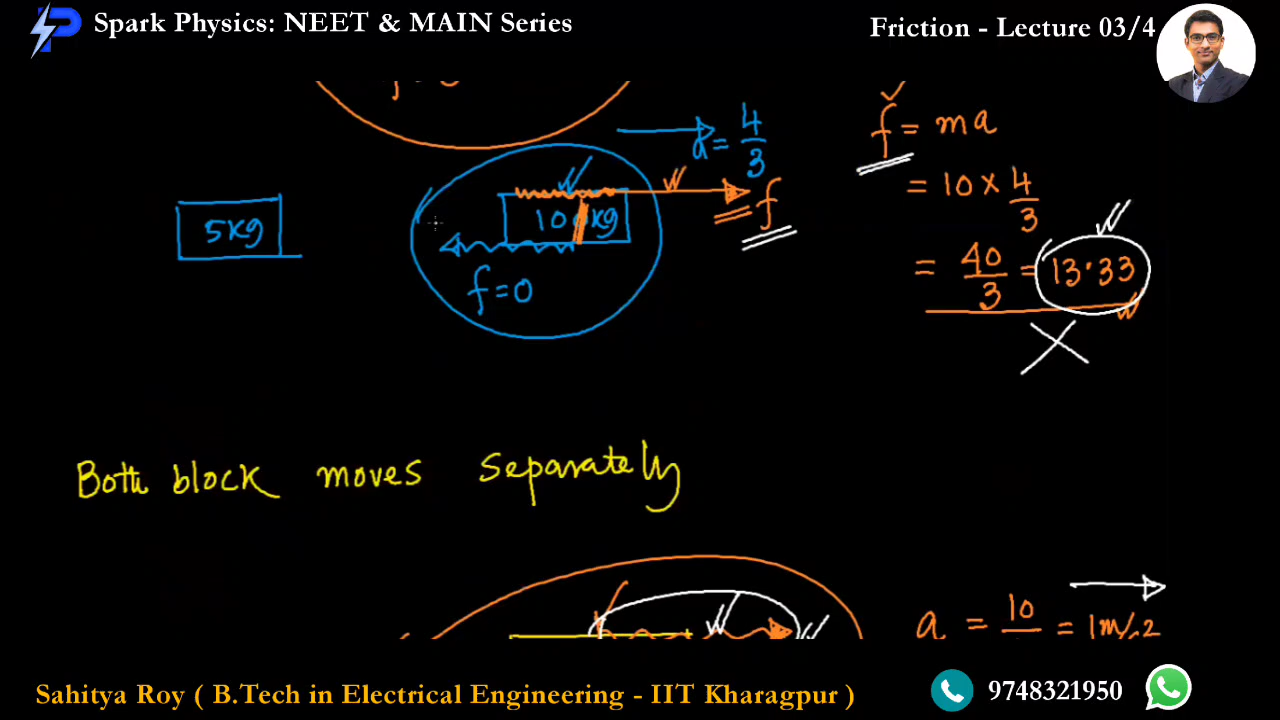 Spark Physics: NEET & MAIN Series
Friction - Lecture 03/4
a = 4/3
f = ma
= 10 × 4/3
= 40/3 = 13.33
5kg
10 kg
f
f=0
Both block moves separately
a = 10 = 1m/s2
Sahitya Roy ( B.Tech in Electrical Engineering - IIT Kharagpur )
9748321950